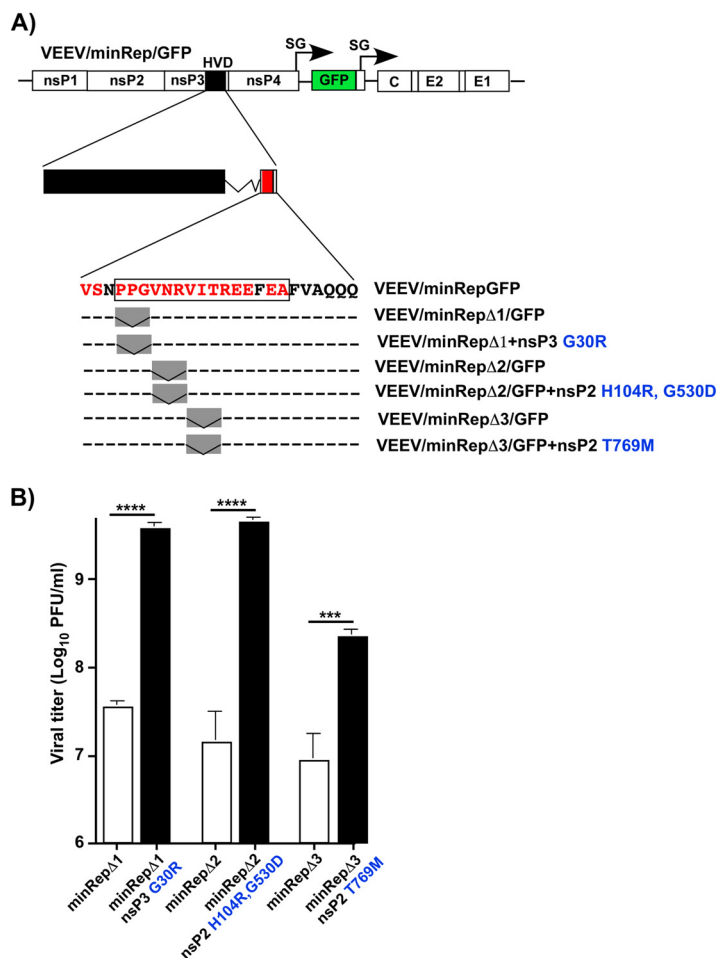 A)
VEEV/minRep/GFP
HVD
SG
SG
nsP1 nsP2 nsP3 nsP4 GFP C E2 E1
VSNPPGVNRVITREEFEAFVAQQQ VEEV/minRepGFP
VEEV/minRepΔ1/GFP
VEEV/minRepΔ1+nsP3 G30R
VEEV/minRepΔ2/GFP
VEEV/minRepΔ2/GFP+nsP2 H104R, G530D
VEEV/minRepΔ3/GFP
VEEV/minRepΔ3/GFP+nsP2 T769M
B)
Viral titer (Log10 PFU/ml)
9
8
7
6
****
****
***
minRepΔ1
minRepΔ1
nsP3 G30R
minRepΔ2
minRepΔ2
nsP2 H104R,G530D
minRepΔ3
minRepΔ3
nsP2 T769M